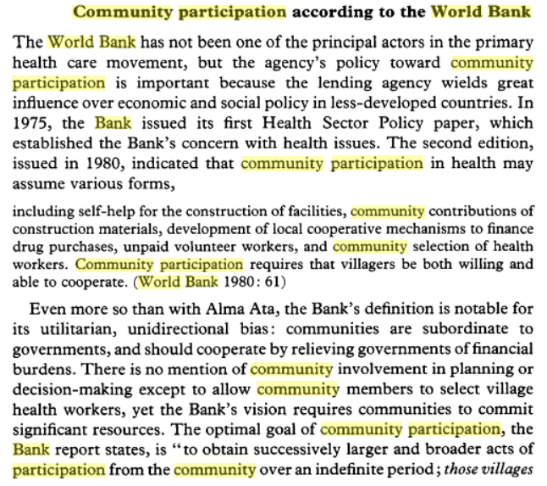 Community participation according to the World Bank
The World Bank has not been one of the principal actors in the primary
health care movement, but the agency's policy toward community
participation is important because the lending agency wields great
influence over economic and social policy in less-developed countries. In
1975, the Bank issued its first Health Sector Policy paper, which
established the Bank's concern with health issues. The second edition,
issued in 1980, indicated that community participation in health may
assume various forms,
including self-help for the construction of facilities, community contributions of
construction materials, development of local cooperative mechanisms to finance
drug purchases, unpaid volunteer workers, and community selection of health
workers. Community participation requires that villagers be both willing and
able to cooperate. (World Bank 1980: 61)
Even more so than with Alma Ata, the Bank's definition is notable for
its utilitarian, unidirectional bias: communities are subordinate to
governments, and should cooperate by relieving governments of financial
burdens. There is no mention of community involvement in planning or
decision-making except to allow community members to select village
health workers, yet the Bank's vision requires communities to commit
significant resources. The optimal goal of community participation, the
Bank report states, is "to obtain successively larger and broader acts of
participation from the community over an indefinite period; those villages